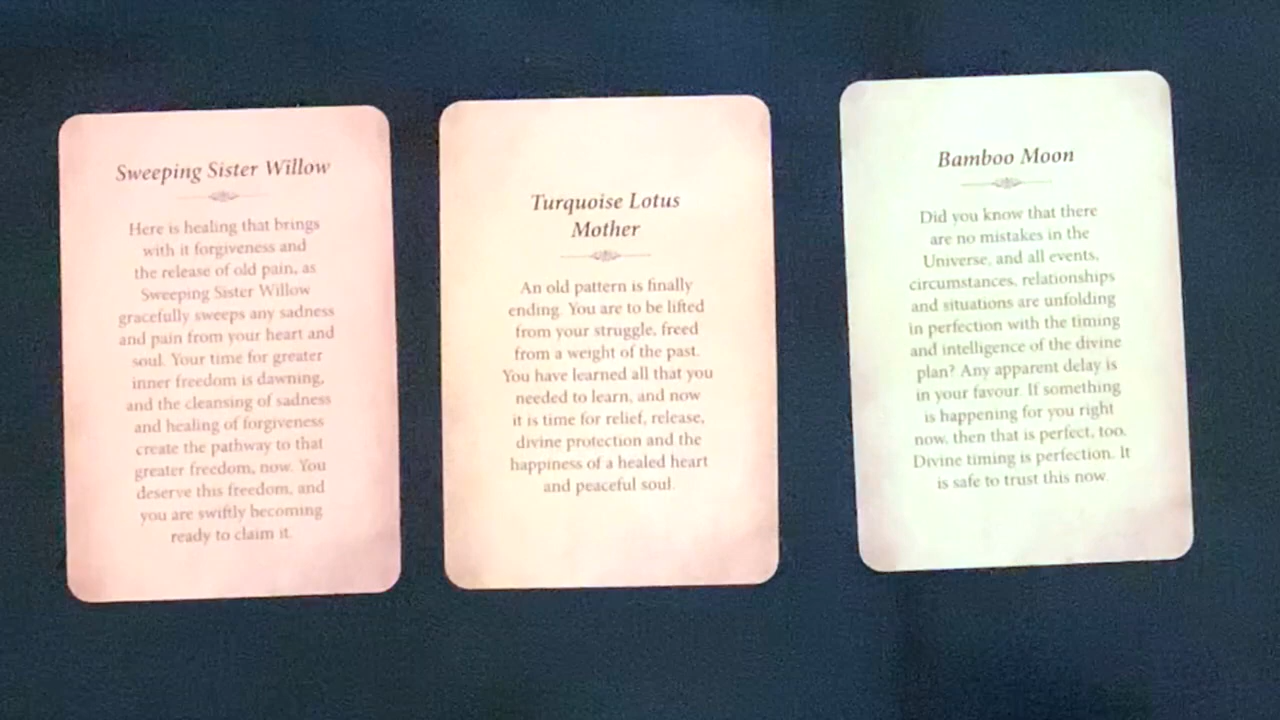 Sweeping Sister Willow
Here is healing that brings
with it forgiveness and
the release of old pain, as
Sweeping Sister Willow
gracefully sweeps any sadness
and pain from your heart and
soul. Your time for greater
inner freedom is dawning,
and the cleansing of sadness
and healing of forgiveness
create the pathway to that
greater freedom, now. You
deserve this freedom, and
you are swiftly becoming
ready to claim it.
Turquoise Lotus
Mother
An old pattern is finally
ending. You are to be lifted
from your struggle, freed
from a weight of the past.
You have learned all that you
needed to learn, and now
it is time for relief, release,
divine protection and the
happiness of a healed heart
and peaceful soul.
Bamboo Moon
Did you know that there
are no mistakes in the
Universe, and all events,
circumstances, relationships
and situations are unfolding
in perfection with the timing
and intelligence of the divine
plan? Any apparent delay is
in your favour. If something
is happening for you right
now, then that is perfect, too.
Divine timing is perfection. It
is safe to trust this now.